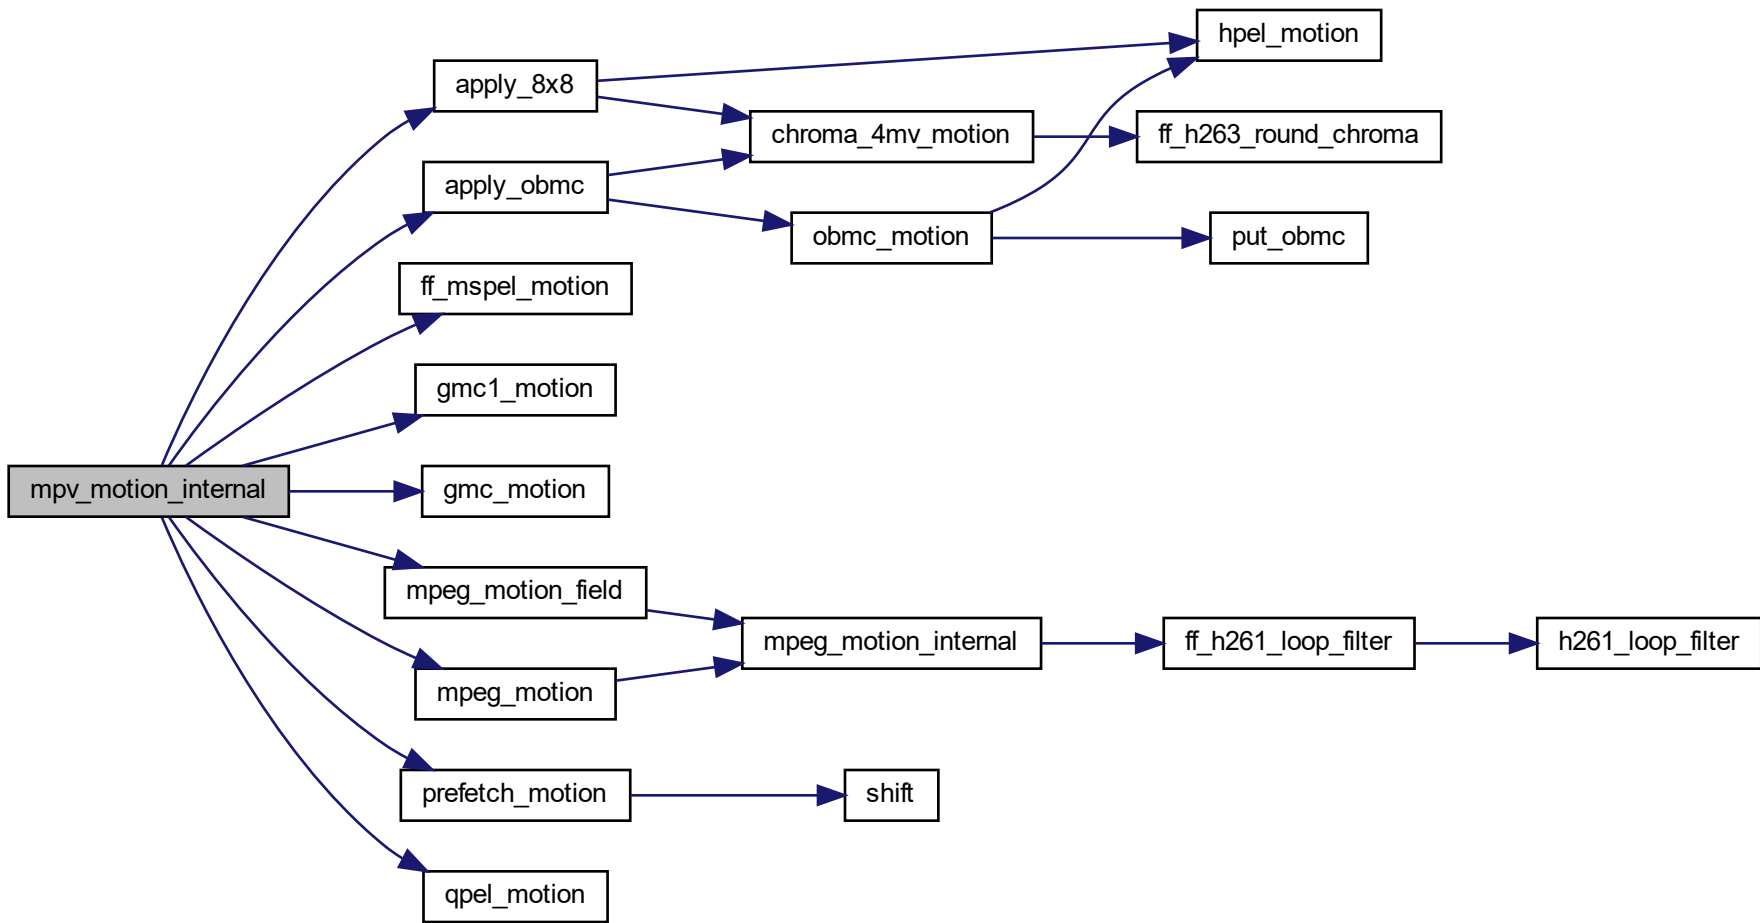 hpel_motion
apply_8x8
chroma_4mv_motion
ff_h263_round_chroma
apply_obmc
obmc_motion
put_obmc
ff_mspel_motion
gmc1_motion
mpv_motion_internal
gmc_motion
mpeg_motion_field
mpeg_motion_internal
ff_h261_loop_filter
h261_loop_filter
mpeg_motion
prefetch_motion
shift
qpel_motion